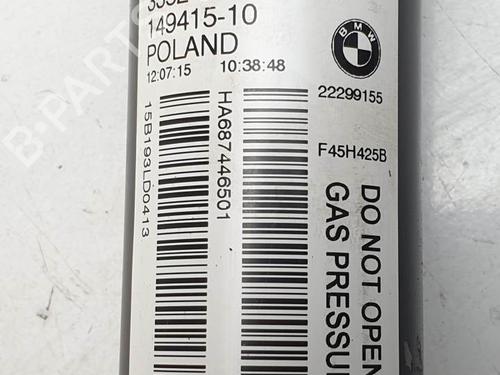 149415-10
POLAND
12:07:15 10:38:48
BMW
22299155
F45H425B
15B193LD0413
HA687446501
DO NOT OPEN
GAS PRESSU
B-PARTS